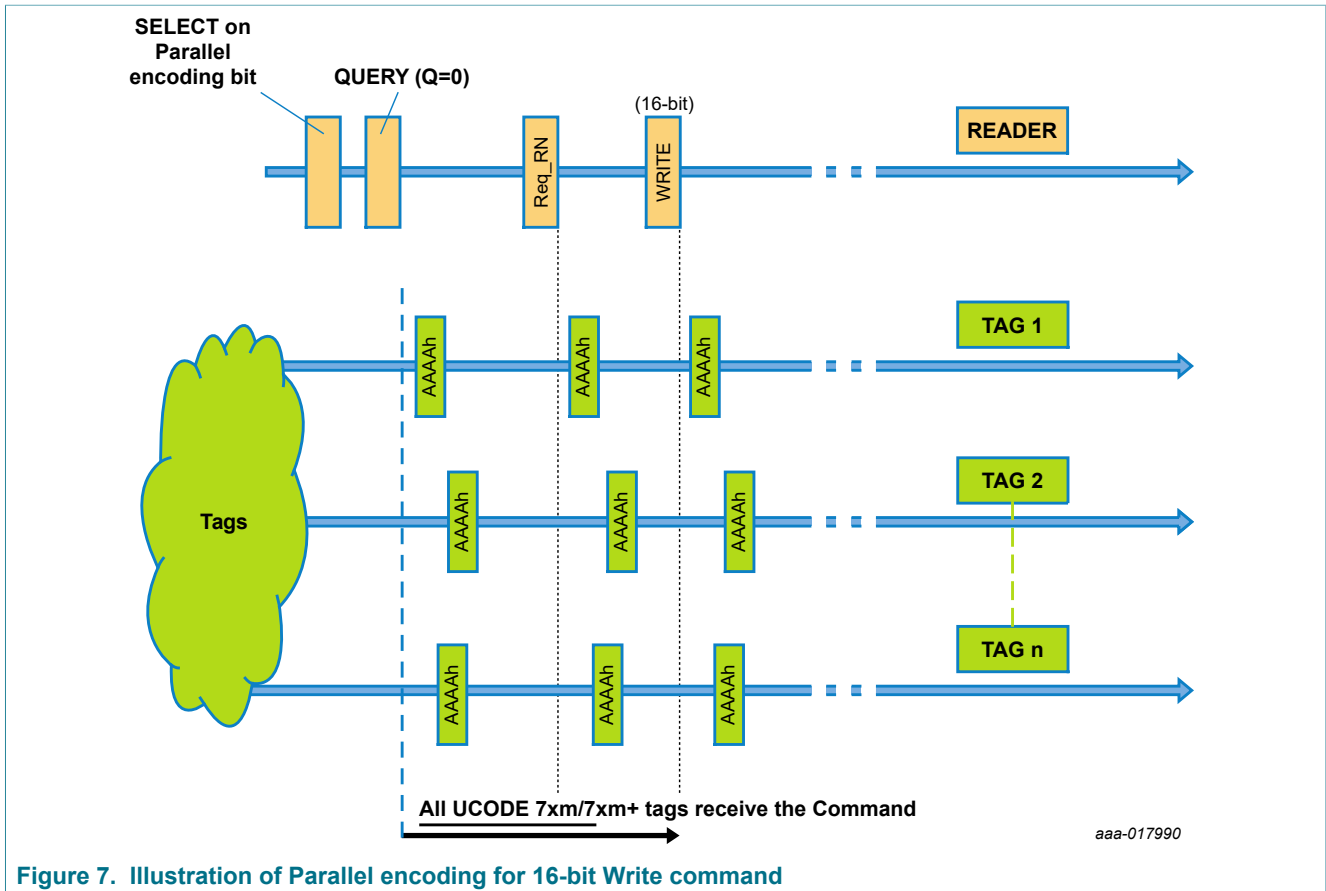 SELECT on
Parallel
encoding bit
QUERY (Q=0)
(16-bit)
READER
Req_RN
WRITE
TAG 1
AAAAh
AAAAh
AAAAh
TAG 2
Tags
AAAAh
AAAAh
AAAAh
TAG n
AAAAh
AAAAh
AAAAh
All UCODE 7xm/7xm+ tags receive the Command
aaa-017990
Figure 7. Illustration of Parallel encoding for 16-bit Write command